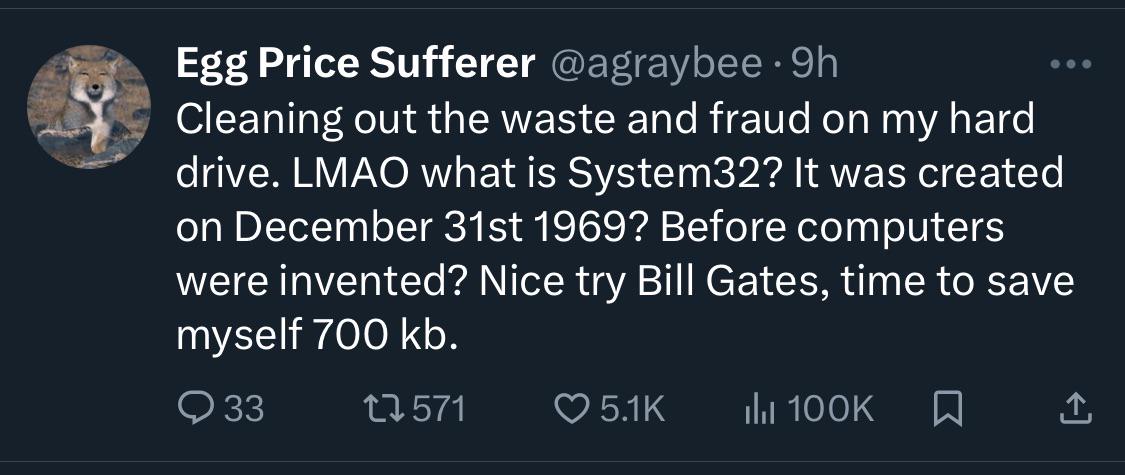 Egg Price Sufferer @agraybee · 9h
Cleaning out the waste and fraud on my hard
drive. LMAO what is System32? It was created
on December 31st 1969? Before computers
were invented? Nice try Bill Gates, time to save
myself 700 kb.
33 571 5.1K 100K